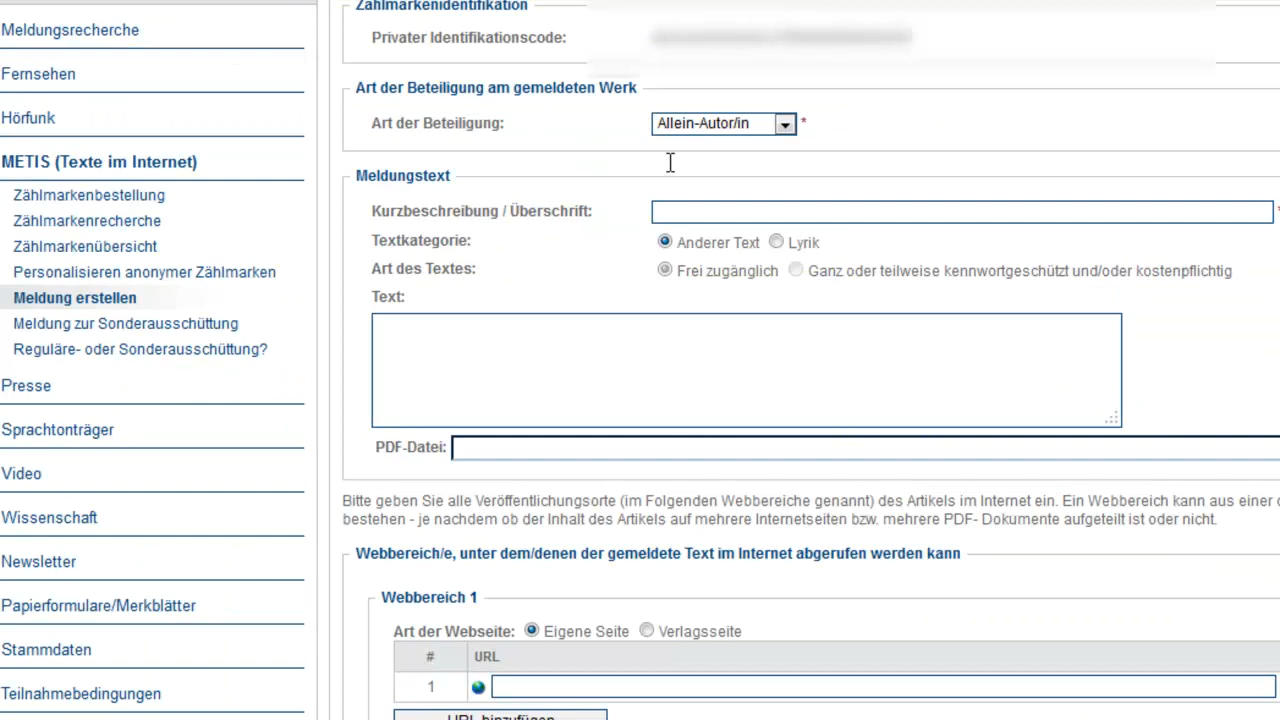 Zählmarkenidentifikation
Meldungsrecherche
Privater Identifikationscode:
Fernsehen
Art der Beteiligung am gemeldeten Werk
Hörfunk
Art der Beteiligung: Allein-Autor/in *
METIS (Texte im Internet)
Meldungstext
Zählmarkenbestellung
Kurzbeschreibung / Überschrift: *
Zählmarkenrecherche
Textkategorie: Anderer Text Lyrik
Zählmarkenübersicht
Art des Textes: Frei zugänglich Ganz oder teilweise kennwortgeschützt und/oder kostenpflichtig
Personalisieren anonymer Zählmarken
Text:
Meldung erstellen
Meldung zur Sonderausschüttung
Reguläre- oder Sonderausschüttung?
Presse
Sprachtonträger
PDF-Datei:
Video
Bitte geben Sie alle Veröffentlichungsorte (im Folgenden Webbereiche genannt) des Artikels im Internet ein. Ein Webbereich kann aus einer
bestehen - je nachdem ob der Inhalt des Artikels auf mehrere Internetseiten bzw. mehrere PDF- Dokumente aufgeteilt ist oder nicht.
Wissenschaft
Webbereich/e, unter dem/denen der gemeldete Text im Internet abgerufen werden kann
Newsletter
Webbereich 1
Papierformulare/Merkblätter
Art der Webseite: Eigene Seite Verlagsseite
Stammdaten
# URL
1
Teilnahmebedingungen
URL hinzufügen